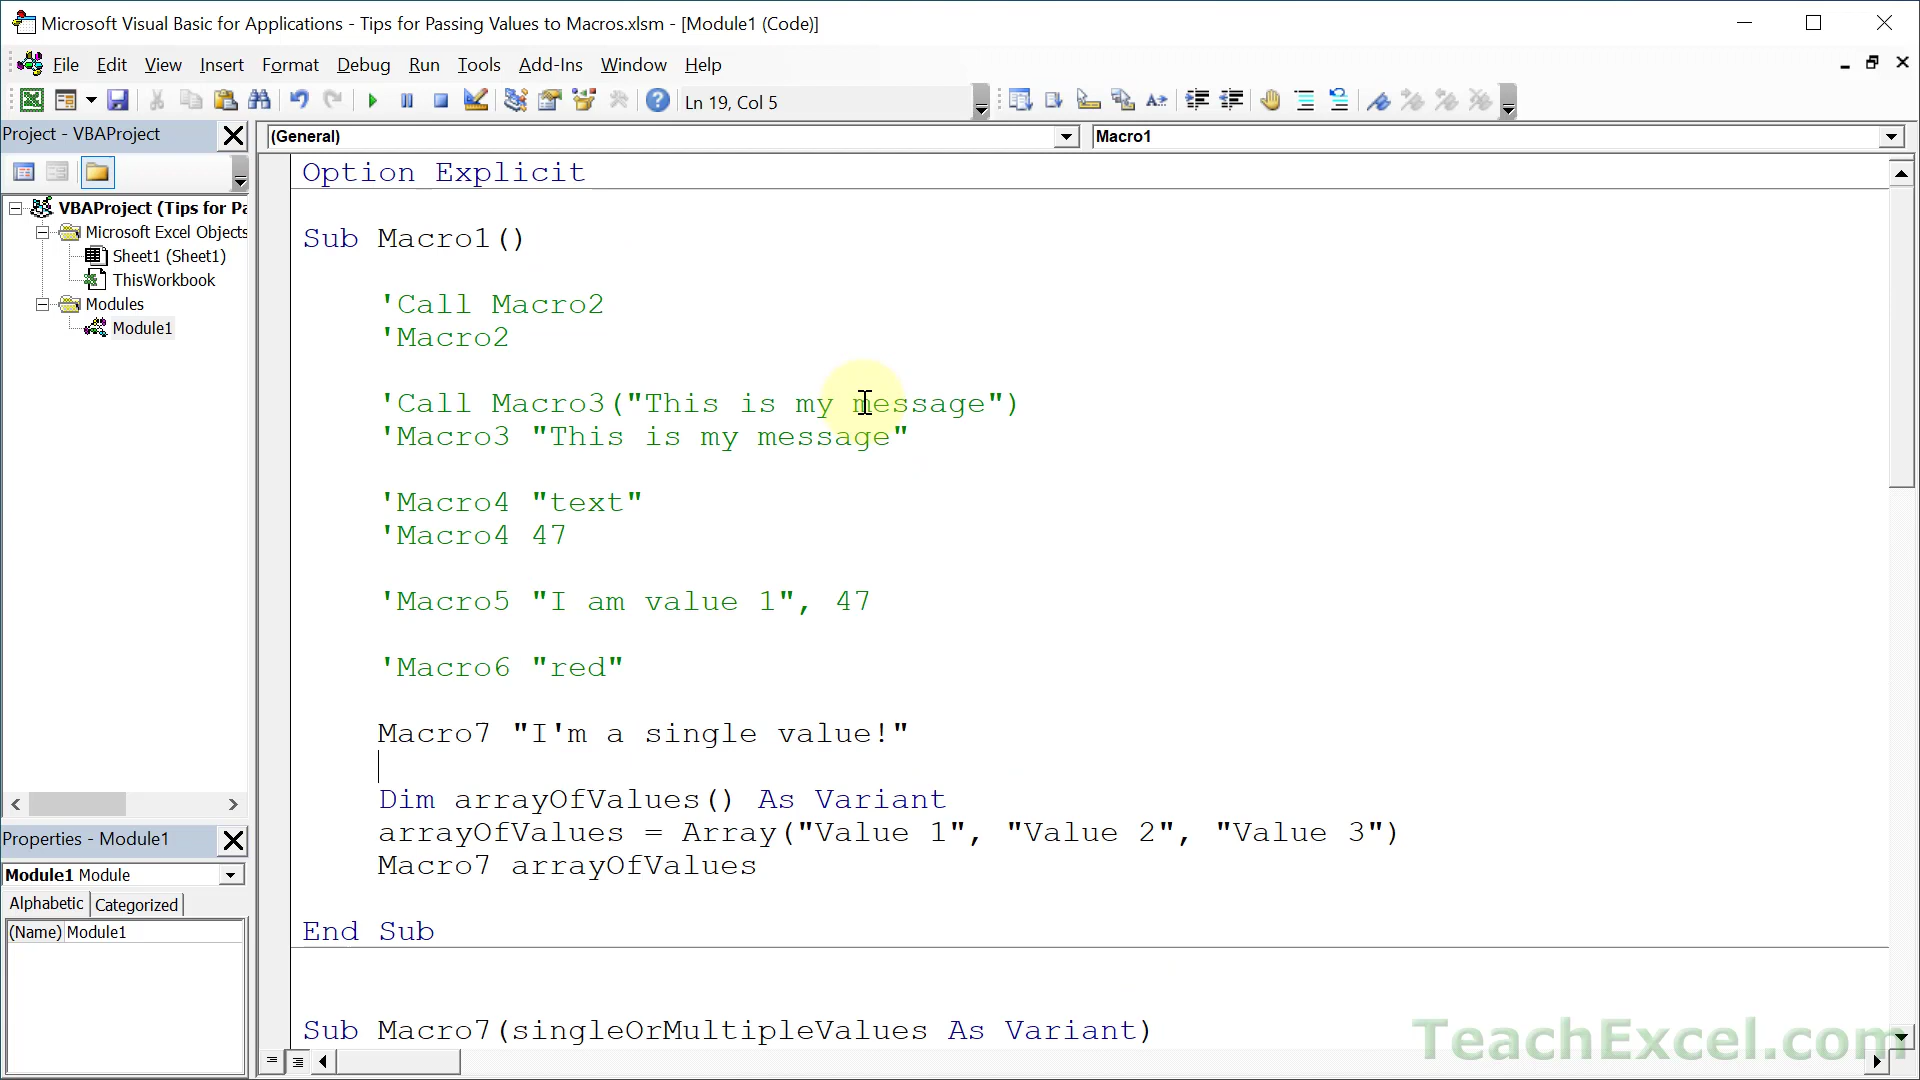 Microsoft Visual Basic for Applications - Tips for Passing Values to Macros.xlsm - [Module1 (Code)]
File Edit View Insert Format Debug Run Tools Add-Ins Window Help
Ln 19, Col 5
Project - VBAProject
(General)
Macro1
VBAProject (Tips for Pa
Microsoft Excel Objects
Sheet1 (Sheet1)
ThisWorkbook
Modules
Module1
Properties - Module1
Module1 Module
Alphabetic Categorized
(Name) Module1
Option Explicit
Sub Macro1()
'Call Macro2
'Macro2
'Call Macro3("This is my message")
'Macro3 "This is my message"
'Macro4 "text"
'Macro4 47
'Macro5 "I am value 1", 47
'Macro6 "red"
Macro7 "I'm a single value!"
Dim arrayOfValues() As Variant
arrayOfValues = Array("Value 1", "Value 2", "Value 3")
Macro7 arrayOfValues
End Sub
Sub Macro7(singleOrMultipleValues As Variant)
TeachExcel.com